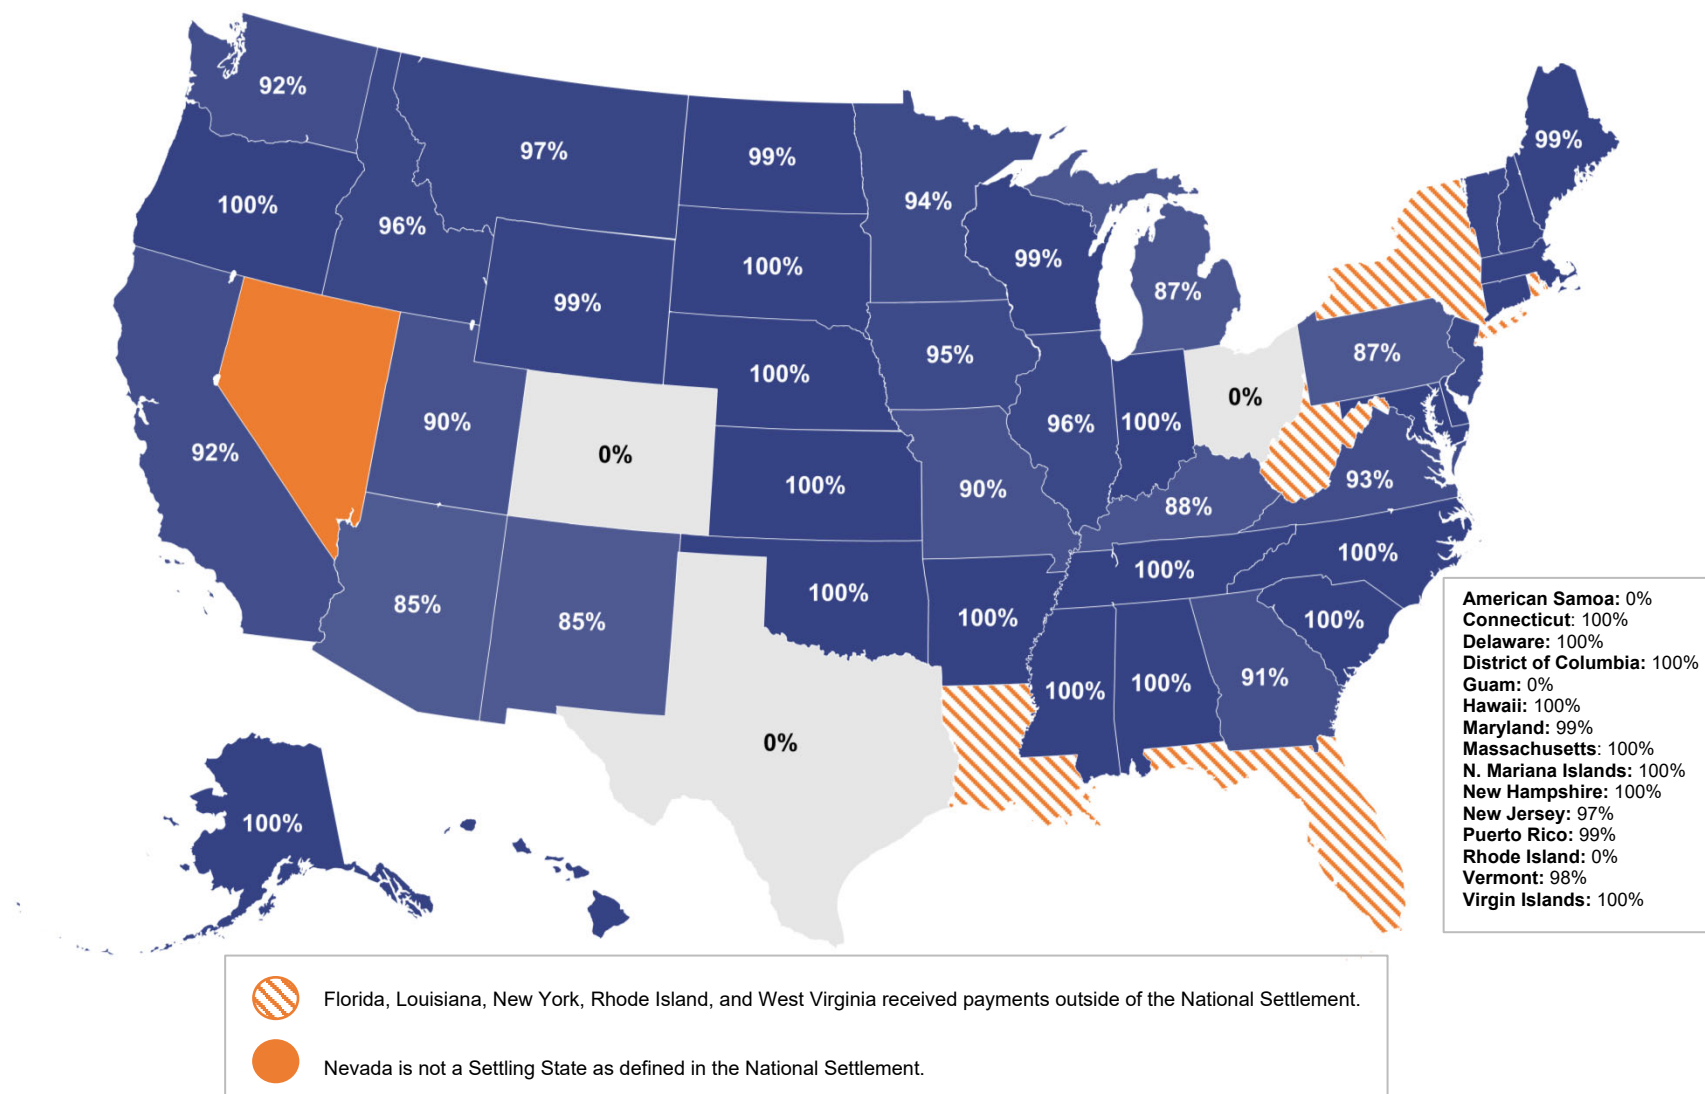 92%
99%
97%
99%
94%
100%
96%
99%
100%
87%
99%
95%
87%
100%
0%
90%
96%
100%
92%
0%
93%
100%
90%
88%
100%
100%
85%
100%
100%
100%
85%
91%
100%
100%
0%
100%
American Samoa: 0%
Connecticut: 100%
Delaware: 100%
District of Columbia: 100%
Guam: 0%
Hawaii: 100%
Maryland: 99%
Massachusetts: 100%
N. Mariana Islands: 100%
New Hampshire: 100%
New Jersey: 97%
Puerto Rico: 99%
Rhode Island: 0%
Vermont: 98%
Virgin Islands: 100%
Florida, Louisiana, New York, Rhode Island, and West Virginia received payments outside of the National Settlement.
Nevada is not a Settling State as defined in the National Settlement.